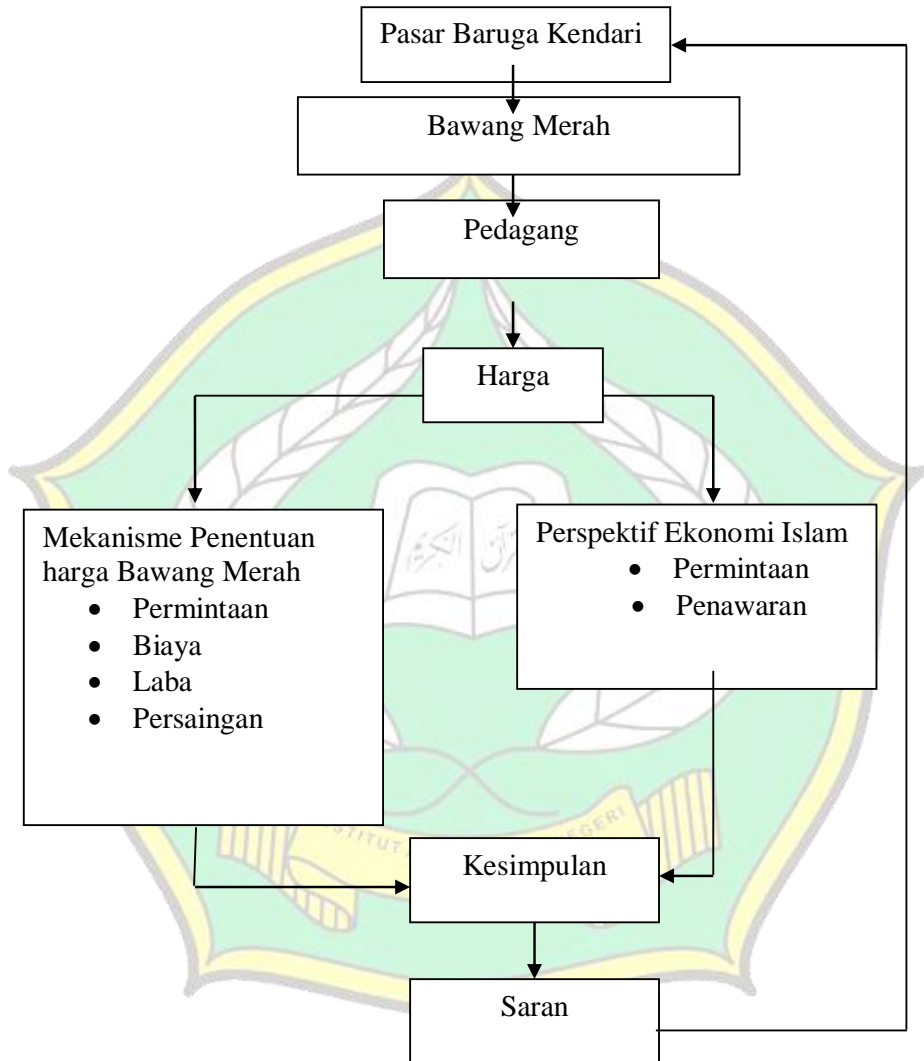 Pasar Baruga Kendari
Bawang Merah
Pedagang
Harga
Mekanisme Penentuan
harga Bawang Merah
• Permintaan
• Biaya
• Laba
• Persaingan
Perspektif Ekonomi Islam
• Permintaan
• Penawaran
Kesimpulan
Saran